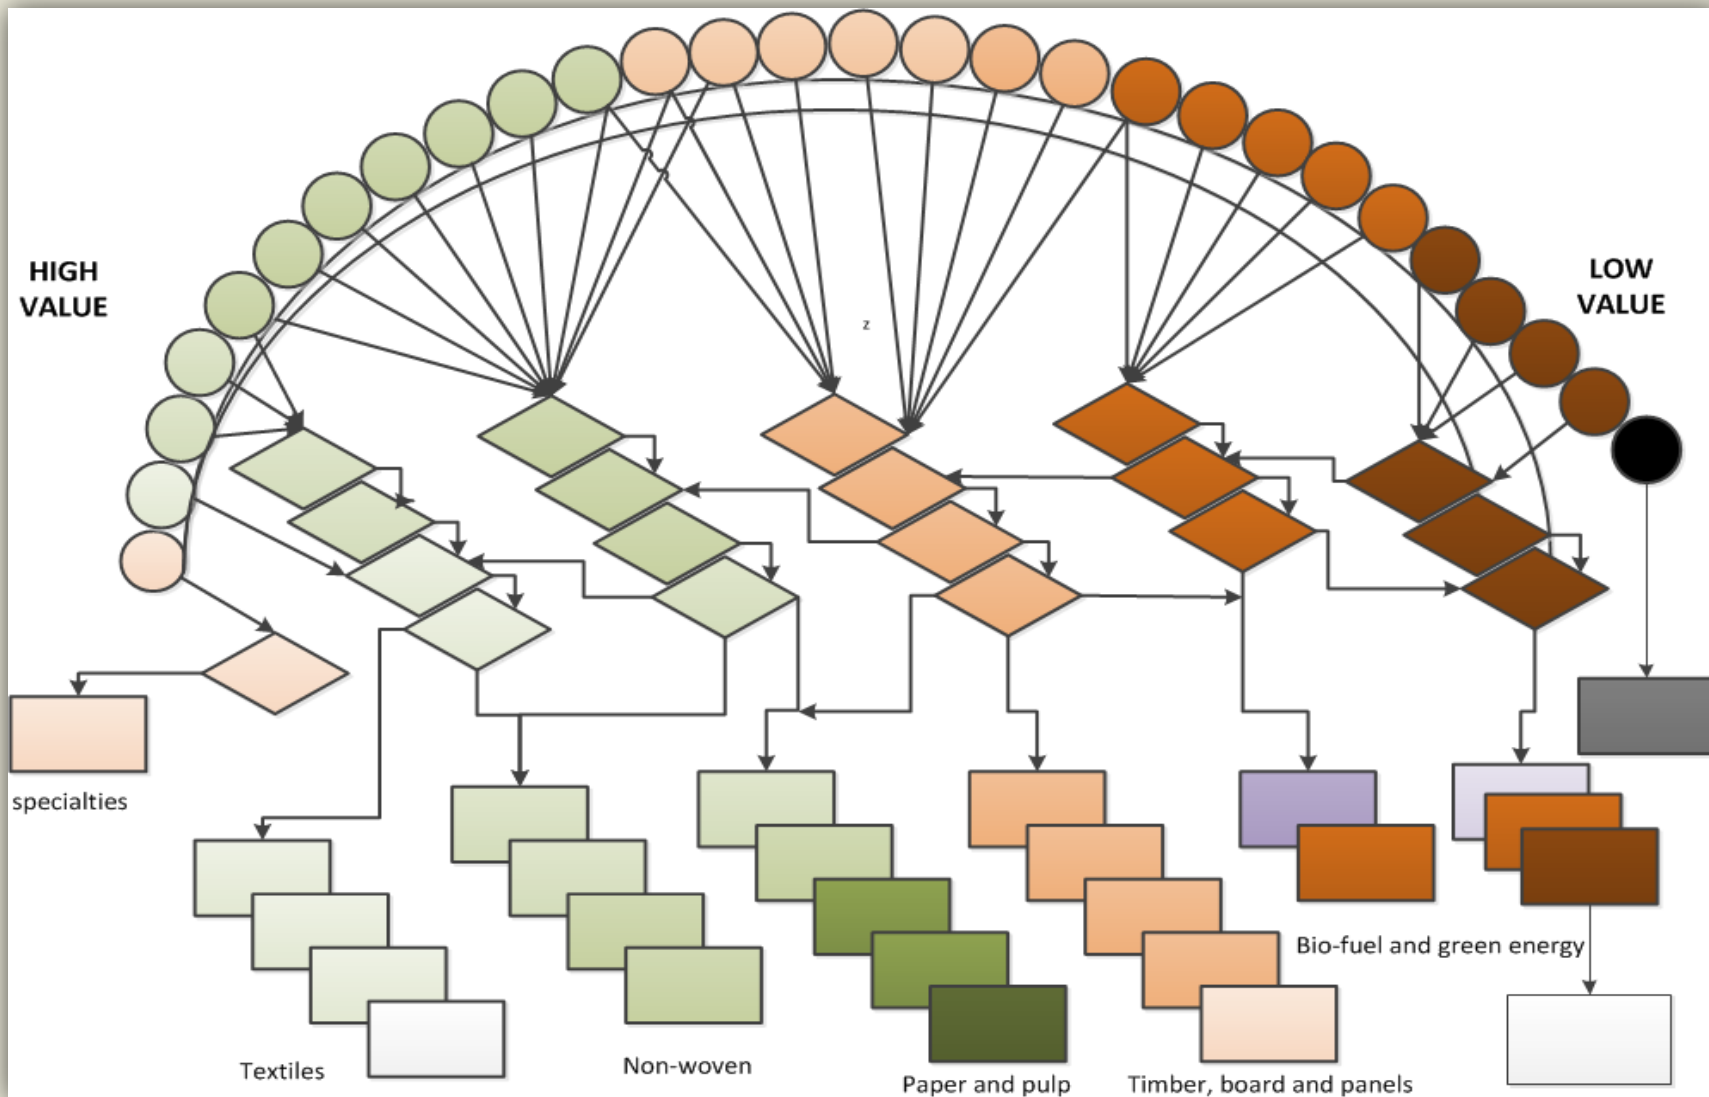 HIGH
VALUE
LOW
VALUE
z
specialties
Bio-fuel and green energy
Textiles
Non-woven
Paper and pulp
Timber, board and panels